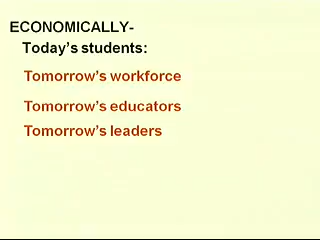 ECONOMICALLY-
Today's students:
Tomorrow's workforce
Tomorrow's educators
Tomorrow's leaders